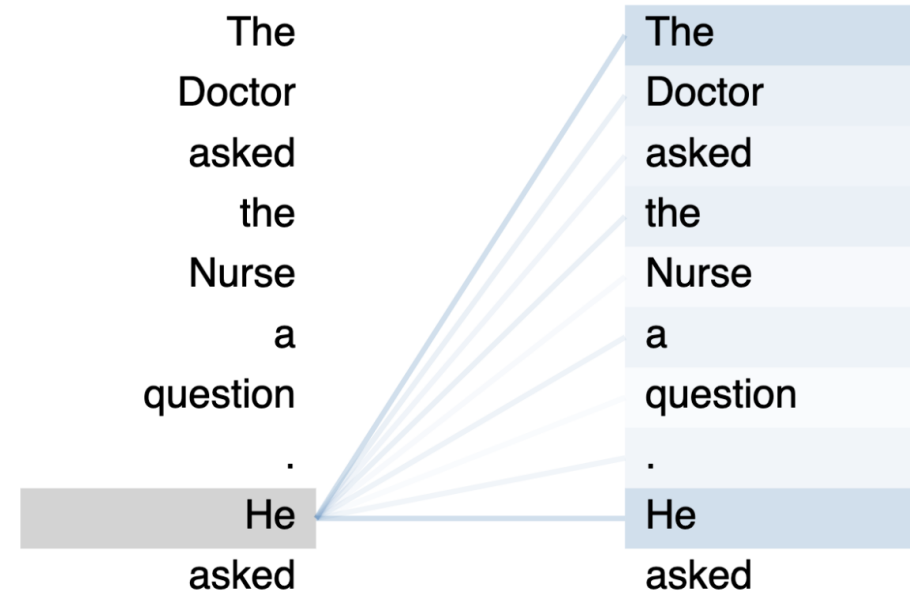 The The
Doctor Doctor
asked asked
the the
Nurse Nurse
a a
question question
. .
He He
asked asked